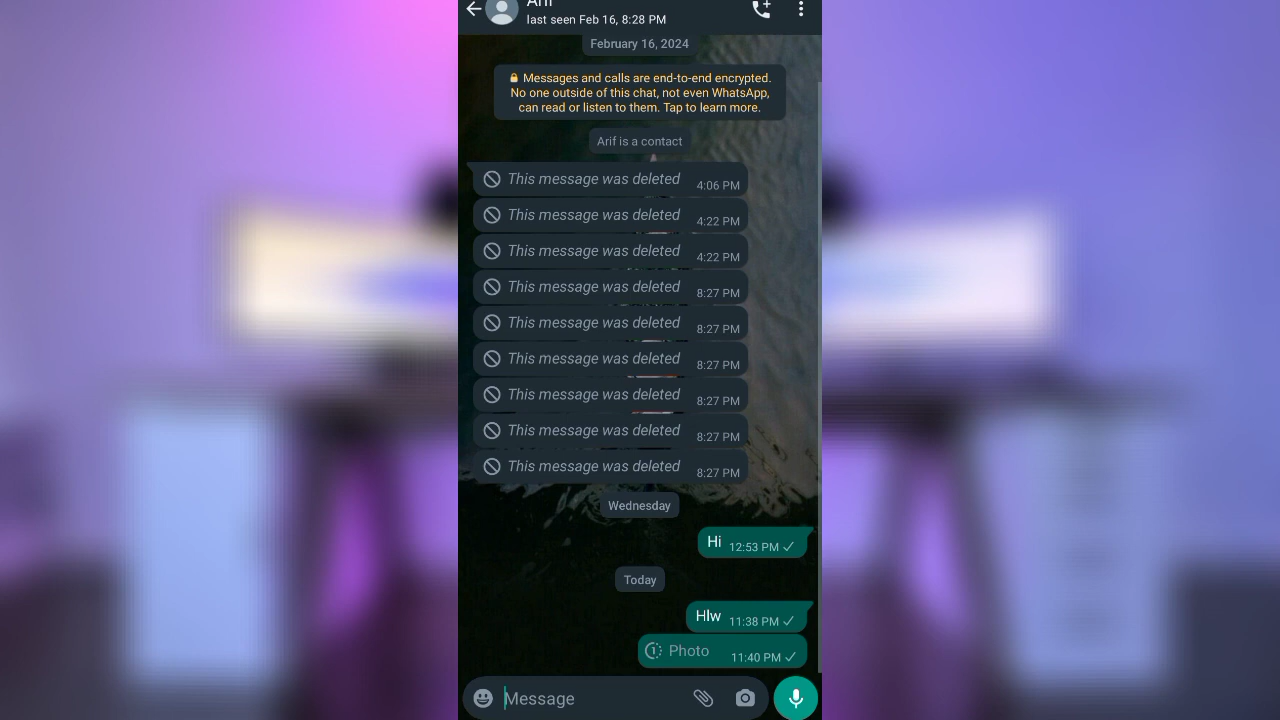 Arif
last seen Feb 16, 8:28 PM
February 16, 2024
Messages and calls are end-to-end encrypted.
No one outside of this chat, not even WhatsApp,
can read or listen to them. Tap to learn more.
Arif is a contact
This message was deleted 4:06 PM
This message was deleted 4:22 PM
This message was deleted 4:22 PM
This message was deleted 8:27 PM
This message was deleted 8:27 PM
This message was deleted 8:27 PM
This message was deleted 8:27 PM
This message was deleted 8:27 PM
This message was deleted 8:27 PM
Wednesday
Hi 12:53 PM
Today
Hlw 11:38 PM
1 Photo 11:40 PM
Message